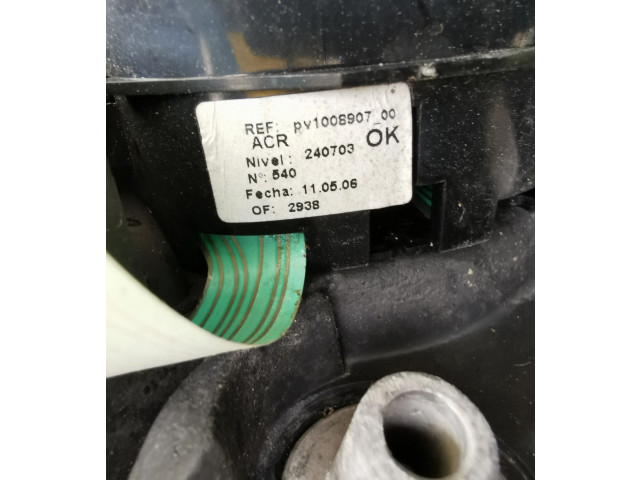 REF: pv1008907_00
ACR OK
Nivel: 240703
Nº: 540
Fecha: 11.05.06
OF: 2938